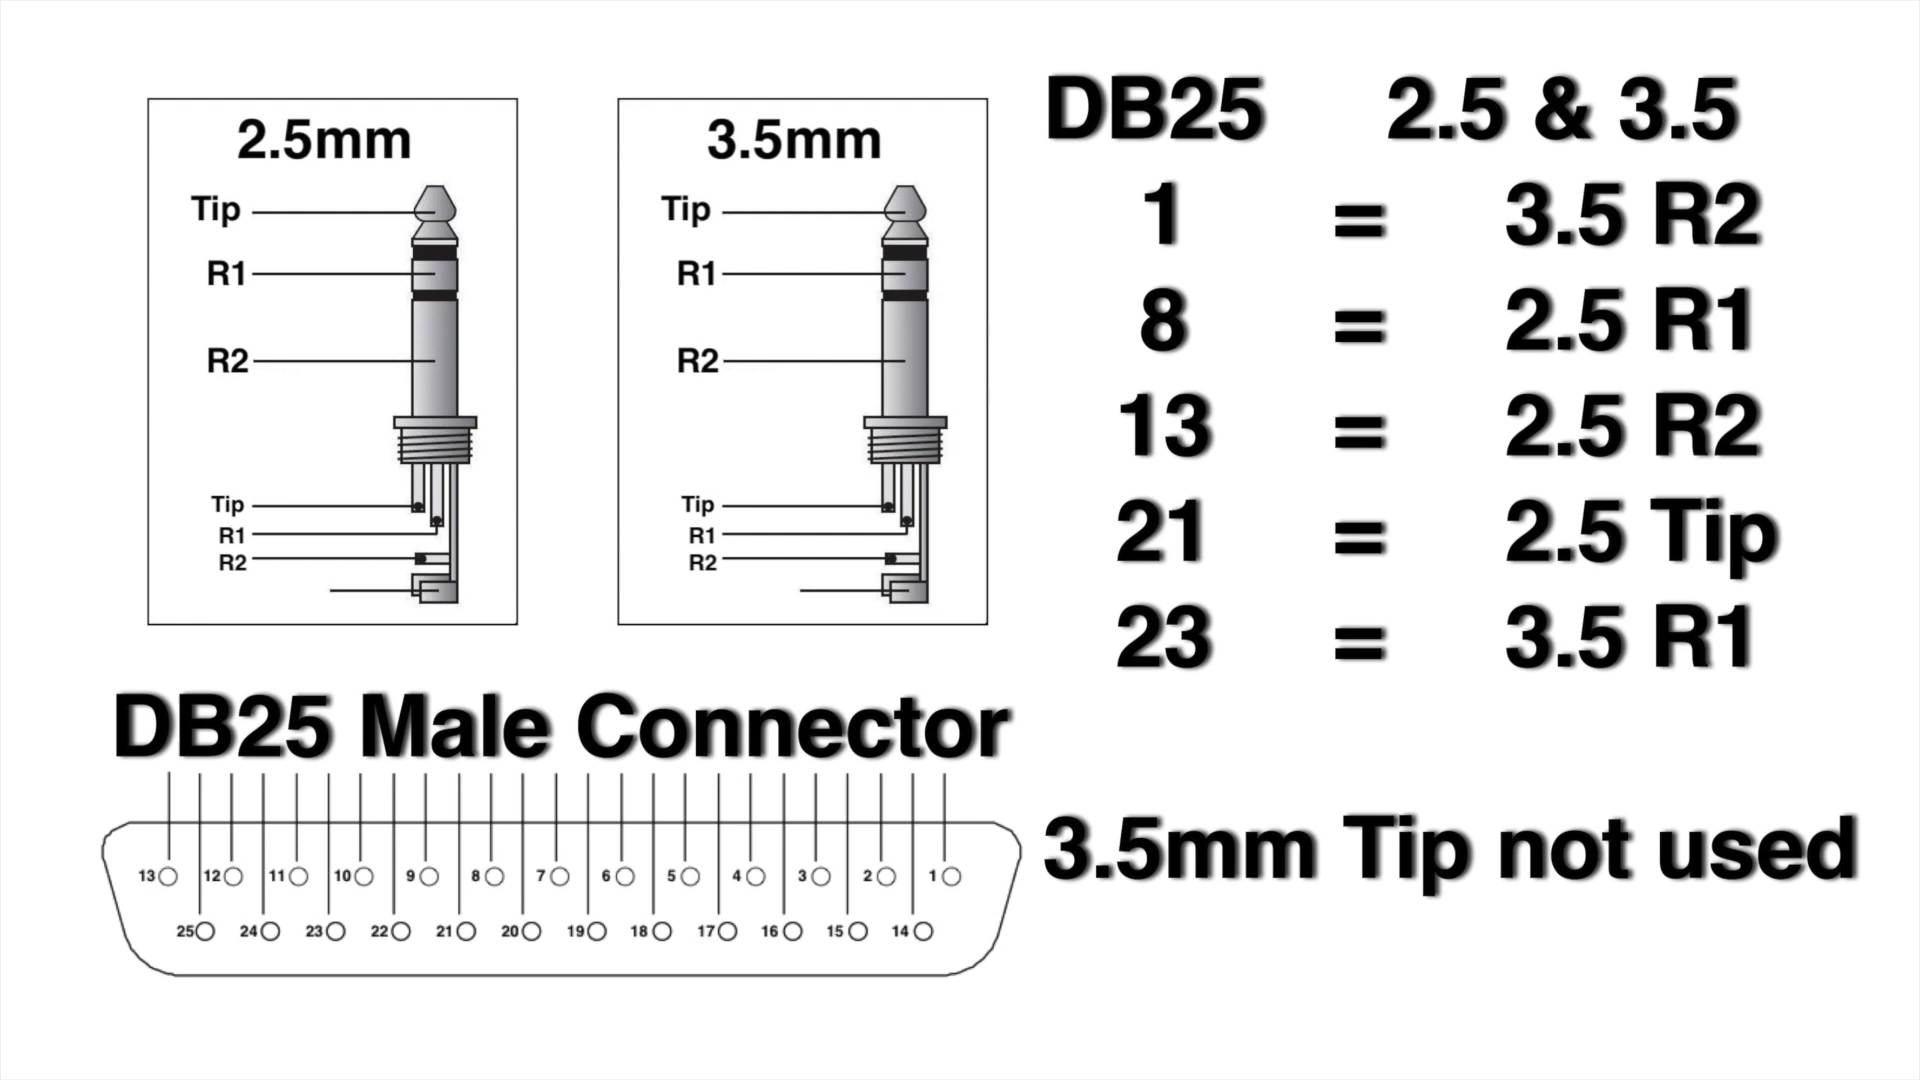 2.5mm
Tip
R1
R2
Tip
R1
R2
3.5mm
Tip
R1
R2
Tip
R1
R2
DB25 2.5 & 3.5
1 = 3.5 R2
8 = 2.5 R1
13 = 2.5 R2
21 = 2.5 Tip
23 = 3.5 R1
DB25 Male Connector
13 12 11 10 9 8 7 6 5 4 3 2 1
25 24 23 22 21 20 19 18 17 16 15 14
3.5mm Tip not used